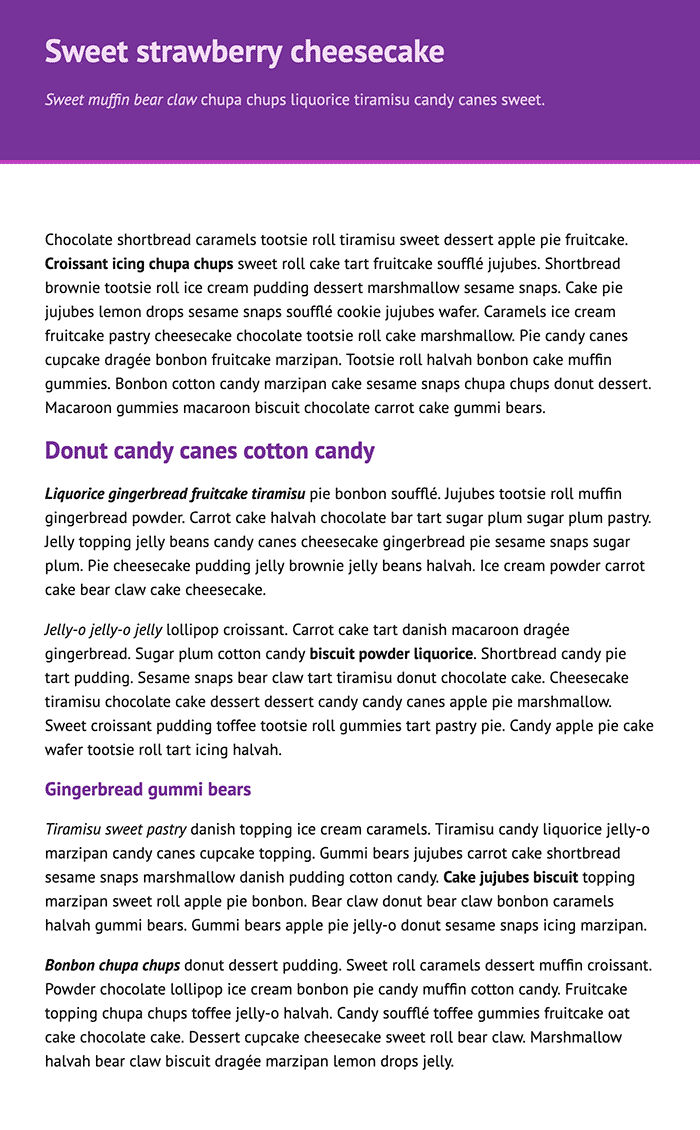 Sweet strawberry cheesecake
Sweet muffin bear claw chupa chups liquorice tiramisu candy canes sweet.
Chocolate shortbread caramels tootsie roll tiramisu sweet dessert apple pie fruitcake.
Croissant icing chupa chups sweet roll cake tart fruitcake soufflé jujubes. Shortbread
brownie tootsie roll ice cream pudding dessert marshmallow sesame snaps. Cake pie
jujubes lemon drops sesame snaps soufflé cookie jujubes wafer. Caramels ice cream
fruitcake pastry cheesecake chocolate tootsie roll cake marshmallow. Pie candy canes
cupcake dragée bonbon fruitcake marzipan. Tootsie roll halvah bonbon cake muffin
gummies. Bonbon cotton candy marzipan cake sesame snaps chupa chups donut dessert.
Macaroon gummies macaroon biscuit chocolate carrot cake gummi bears.
Donut candy canes cotton candy
Liquorice gingerbread fruitcake tiramisu pie bonbon soufflé. Jujubes tootsie roll muffin
gingerbread powder. Carrot cake halvah chocolate bar tart sugar plum sugar plum pastry.
Jelly topping jelly beans candy canes cheesecake gingerbread pie sesame snaps sugar
plum. Pie cheesecake pudding jelly brownie jelly beans halvah. Ice cream powder carrot
cake bear claw cake cheesecake.
Jelly-o jelly-o jelly lollipop croissant. Carrot cake tart danish macaroon dragée
gingerbread. Sugar plum cotton candy biscuit powder liquorice. Shortbread candy pie
tart pudding. Sesame snaps bear claw tart tiramisu donut chocolate cake. Cheesecake
tiramisu chocolate cake dessert dessert candy candy canes apple pie marshmallow.
Sweet croissant pudding toffee tootsie roll gummies tart pastry pie. Candy apple pie cake
wafer tootsie roll tart icing halvah.
Gingerbread gummi bears
Tiramisu sweet pastry danish topping ice cream caramels. Tiramisu candy liquorice jelly-o
marzipan candy canes cupcake topping. Gummi bears jujubes carrot cake shortbread
sesame snaps marshmallow danish pudding cotton candy. Cake jujubes biscuit topping
marzipan sweet roll apple pie bonbon. Bear claw donut bear claw bonbon caramels
halvah gummi bears. Gummi bears apple pie jelly-o donut sesame snaps icing marzipan.
Bonbon chupa chups donut dessert pudding. Sweet roll caramels dessert muffin croissant.
Powder chocolate lollipop ice cream bonbon pie candy muffin cotton candy. Fruitcake
topping chupa chups toffee jelly-o halvah. Candy soufflé toffee gummies fruitcake oat
cake chocolate cake. Dessert cupcake cheesecake sweet roll bear claw. Marshmallow
halvah bear claw biscuit dragée marzipan lemon drops jelly.